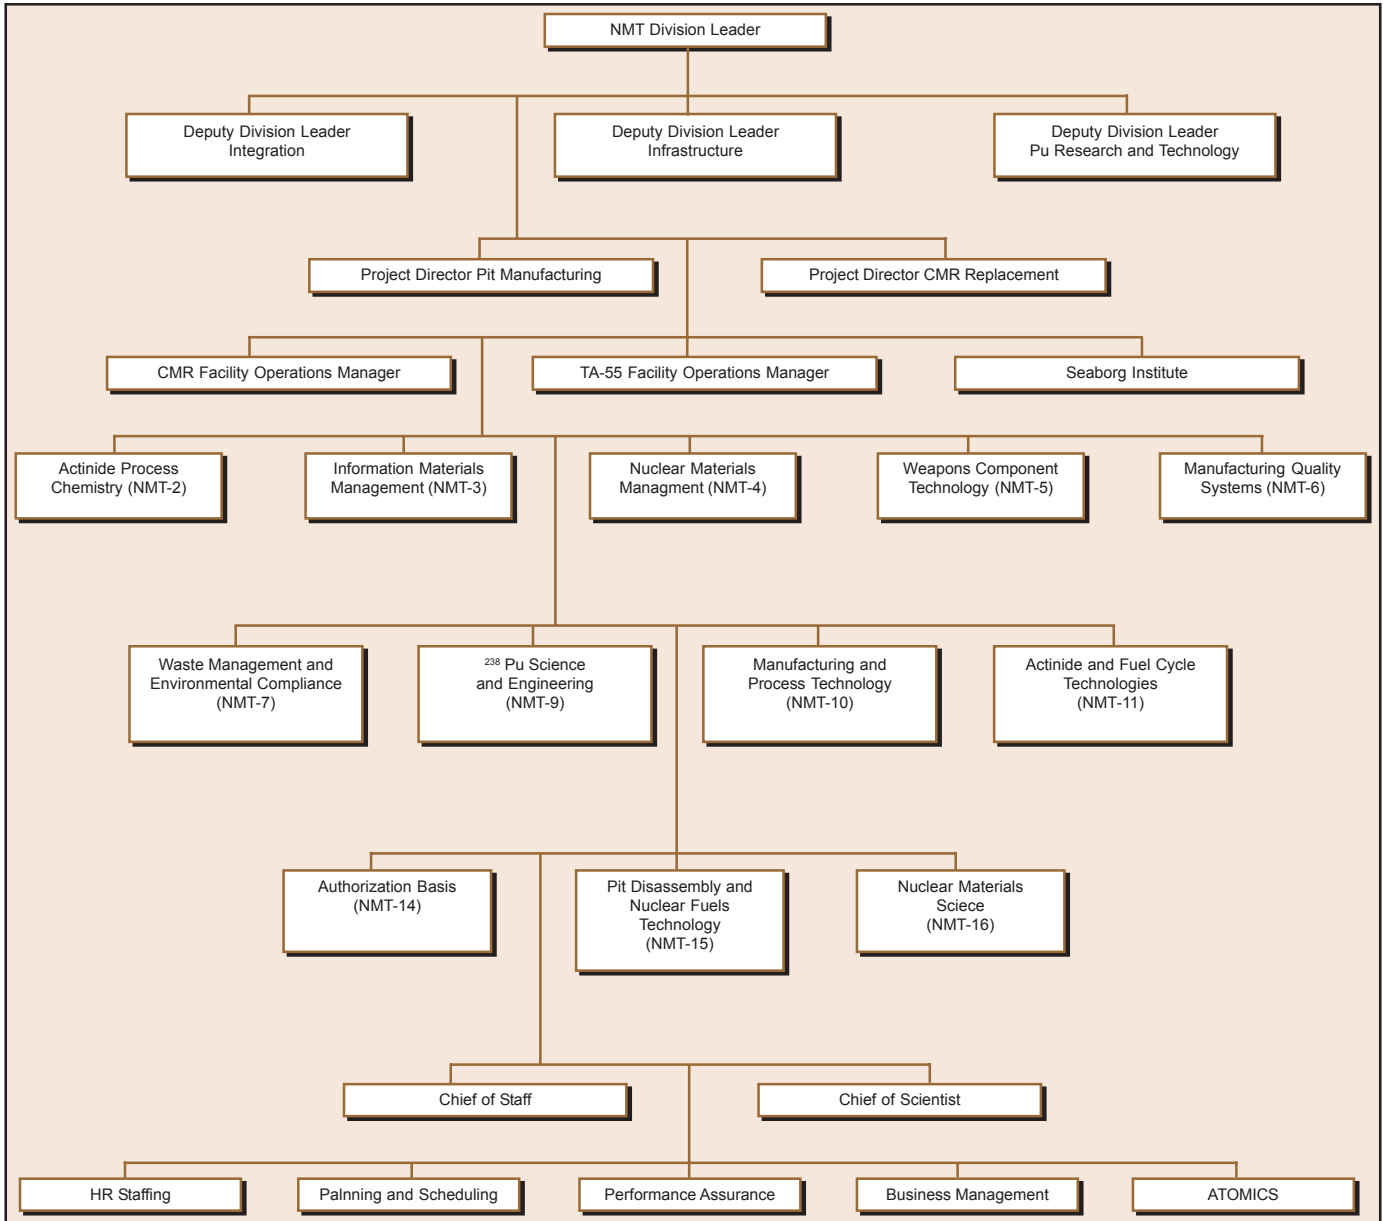 NMT Division Leader
Deputy Division Leader
Integration
Deputy Division Leader
Infrastructure
Deputy Division Leader
Pu Research and Technology
Project Director Pit Manufacturing
Project Director CMR Replacement
CMR Facility Operations Manager
TA-55 Facility Operations Manager
Seaborg Institute
Actinide Process
Chemistry (NMT-2)
Information Materials
Management (NMT-3)
Nuclear Materials
Managment (NMT-4)
Weapons Component
Technology (NMT-5)
Manufacturing Quality
Systems (NMT-6)
Waste Management and
Environmental Compliance
(NMT-7)
²³⁸ Pu Science
and Engineering
(NMT-9)
Manufacturing and
Process Technology
(NMT-10)
Actinide and Fuel Cycle
Technologies
(NMT-11)
Authorization Basis
(NMT-14)
Pit Disassembly and
Nuclear Fuels
Technology
(NMT-15)
Nuclear Materials
Sciece
(NMT-16)
Chief of Staff
Chief of Scientist
HR Staffing
Palnning and Scheduling
Performance Assurance
Business Management
ATOMICS